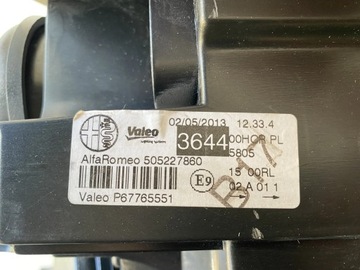 Valeo
02/05/2013 12.33.4
3644
00HCR PL
5805
AlfaRomeo 505227860
E9
15 00RL
02 A 01 1
Valeo P67765551